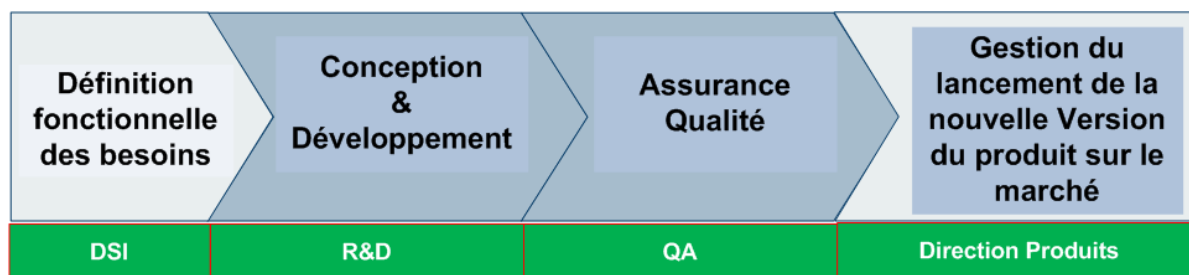 Définition
fonctionnelle
des besoins
Conception
&
Développement
Assurance
Qualité
Gestion du
lancement de la
nouvelle Version
du produit sur le
marché
DSI
R&D
QA
Direction Produits